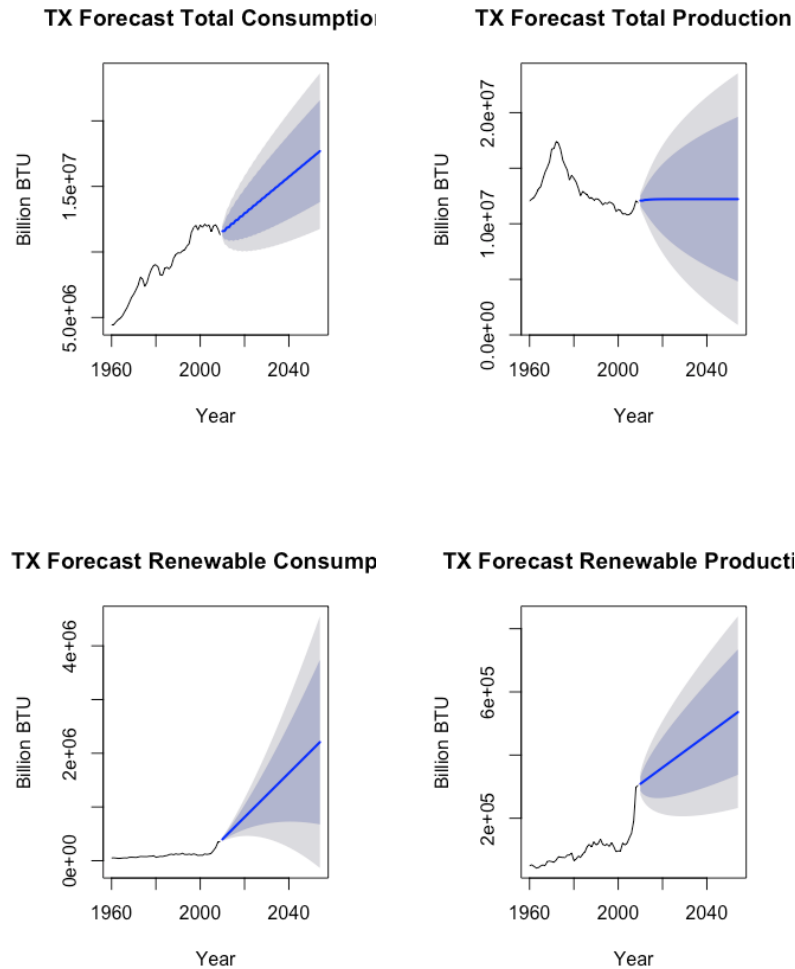 TX Forecast Total Consumption
Billion BTU
5.0e+06
1.5e+07
1960
2000
2040
Year
TX Forecast Total Production
Billion BTU
0.0e+00
1.0e+07
2.0e+07
1960
2000
2040
Year
TX Forecast Renewable Consump
Billion BTU
0e+00
2e+06
4e+06
1960
2000
2040
Year
TX Forecast Renewable Producti
Billion BTU
2e+05
6e+05
1960
2000
2040
Year